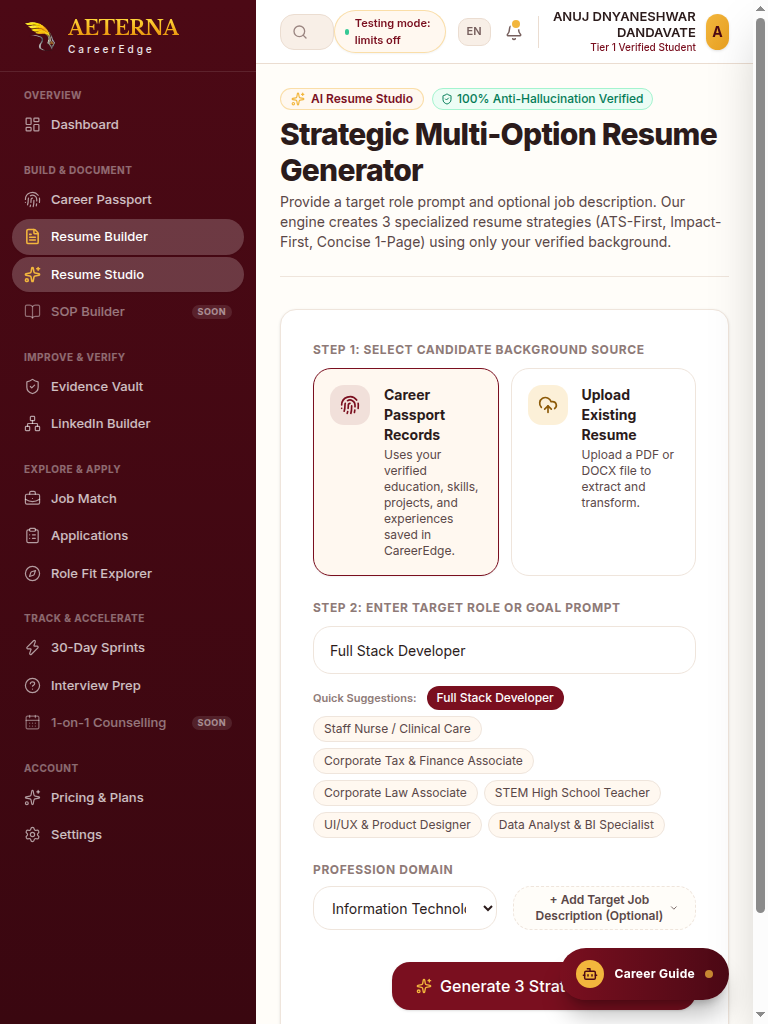 AETERNA
CareerEdge
OVERVIEW
Dashboard
BUILD & DOCUMENT
Career Passport
Resume Builder
Resume Studio
SOP Builder SOON
IMPROVE & VERIFY
Evidence Vault
LinkedIn Builder
EXPLORE & APPLY
Job Match
Applications
Role Fit Explorer
TRACK & ACCELERATE
30-Day Sprints
Interview Prep
1-on-1 Counselling SOON
ACCOUNT
Pricing & Plans
Settings
Testing mode:
limits off
EN
ANUJ DNYANESHWAR
DANDAVATE
Tier 1 Verified Student
A
AI Resume Studio
100% Anti-Hallucination Verified
Strategic Multi-Option Resume
Generator
Provide a target role prompt and optional job description. Our
engine creates 3 specialized resume strategies (ATS-First, Impact-
First, Concise 1-Page) using only your verified background.
STEP 1: SELECT CANDIDATE BACKGROUND SOURCE
Career
Passport
Records
Uses your
verified
education, skills,
projects, and
experiences
saved in
CareerEdge.
Upload
Existing
Resume
Upload a PDF or
DOCX file to
extract and
transform.
STEP 2: ENTER TARGET ROLE OR GOAL PROMPT
Full Stack Developer
Quick Suggestions: Full Stack Developer
Staff Nurse / Clinical Care
Corporate Tax & Finance Associate
Corporate Law Associate STEM High School Teacher
UI/UX & Product Designer Data Analyst & BI Specialist
PROFESSION DOMAIN
+ Add Target Job
Description (Optional)
Information
Generate 3
Career Guide